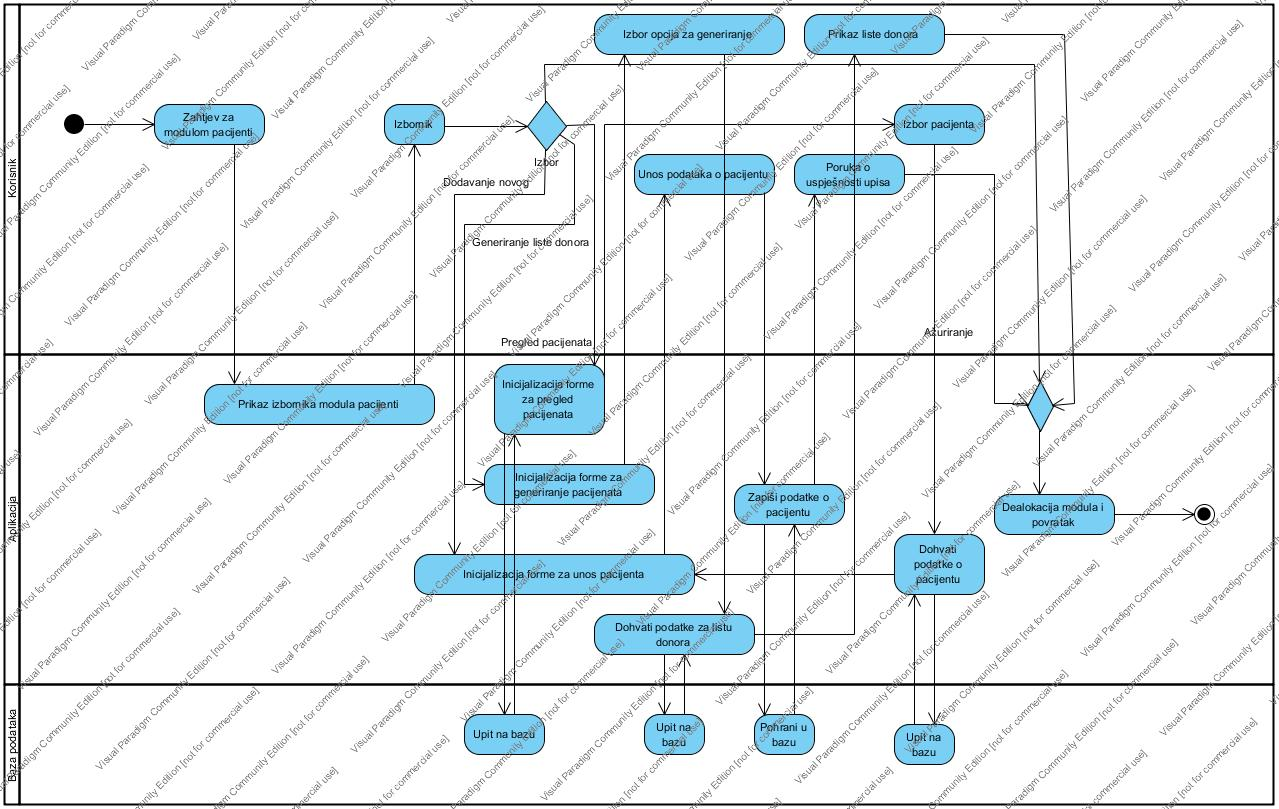 Korisnik
Izbor opcija za generiranje
Prikaz liste donora
Zahtjev za
modulom pacijenti
Izbornik
Izbor
Izbor pacijenta
Unos podataka o pacijentu
Poruka o
uspješnosti upisa
Dodavanje novog
Generiranje liste donora
Pregled pacijenata
Ažuriranje
Aplikacija
Prikaz izbornika modula pacijenti
Inicijalizacija forme
za pregled
pacijenata
Inicijalizacija forme za
generiranje pacijenata
Zapiši podatke o
pacijentu
Dealokacija modula i
povratak
Dohvati
podatke o
pacijentu
Inicijalizacija forme za unos pacijenta
Dohvati podatke za listu
donora
Baza podataka
Upit na bazu
Upit na
bazu
Pohrani u
bazu
Upit na
bazu
Visual Paradigm Community Edition [not for commercial use]